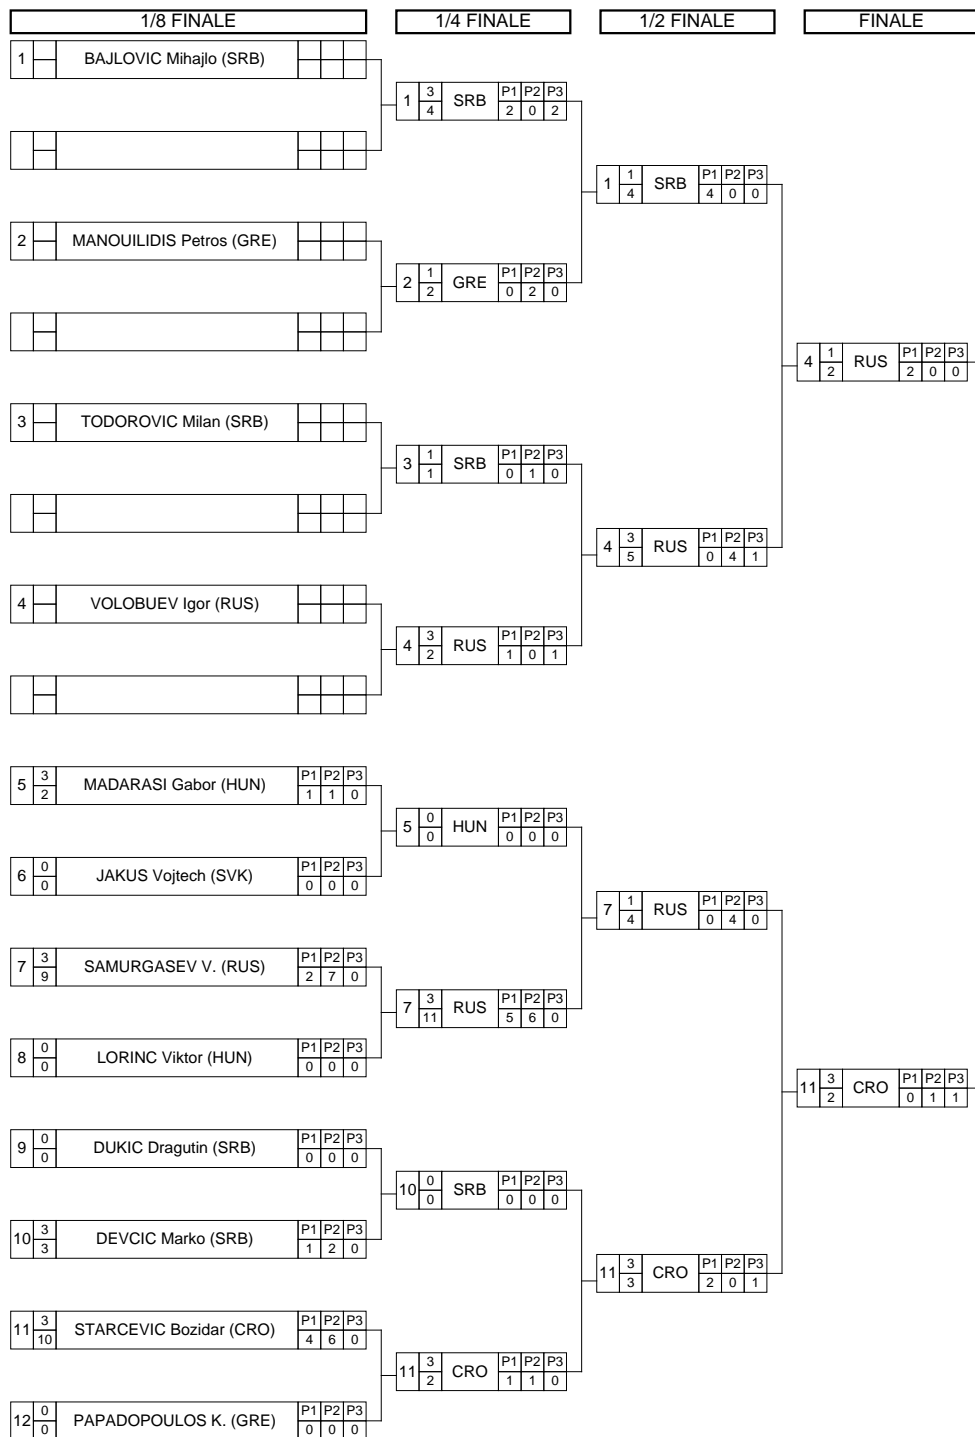 1/8 FINALE 1/4 FINALE 1/2 FINALE FINALE
1 BAJLOVIC Mihajlo (SRB)
1 3 4 SRB P1 P2 P3 2 0 2
1 1 4 SRB P1 P2 P3 4 0 0
2 MANOUILIDIS Petros (GRE)
2 1 2 GRE P1 P2 P3 0 2 0
4 1 2 RUS P1 P2 P3 2 0 0
3 TODOROVIC Milan (SRB)
3 1 1 SRB P1 P2 P3 0 1 0
4 3 5 RUS P1 P2 P3 0 4 1
4 VOLOBUEV Igor (RUS)
4 3 2 RUS P1 P2 P3 1 0 1
5 3 2 MADARASI Gabor (HUN) P1 P2 P3 1 1 0
5 0 0 HUN P1 P2 P3 0 0 0
6 0 0 JAKUS Vojtech (SVK) P1 P2 P3 0 0 0
7 1 4 RUS P1 P2 P3 0 4 0
7 3 9 SAMURGASEV V. (RUS) P1 P2 P3 2 7 0
7 3 11 RUS P1 P2 P3 5 6 0
8 0 0 LORINC Viktor (HUN) P1 P2 P3 0 0 0
11 3 2 CRO P1 P2 P3 0 1 1
9 0 0 DUKIC Dragutin (SRB) P1 P2 P3 0 0 0
10 0 0 SRB P1 P2 P3 0 0 0
10 3 3 DEVCIC Marko (SRB) P1 P2 P3 1 2 0
11 3 3 CRO P1 P2 P3 2 0 1
11 3 10 STARCEVIC Bozidar (CRO) P1 P2 P3 4 6 0
11 3 2 CRO P1 P2 P3 1 1 0
12 0 0 PAPADOPOULOS K. (GRE) P1 P2 P3 0 0 0